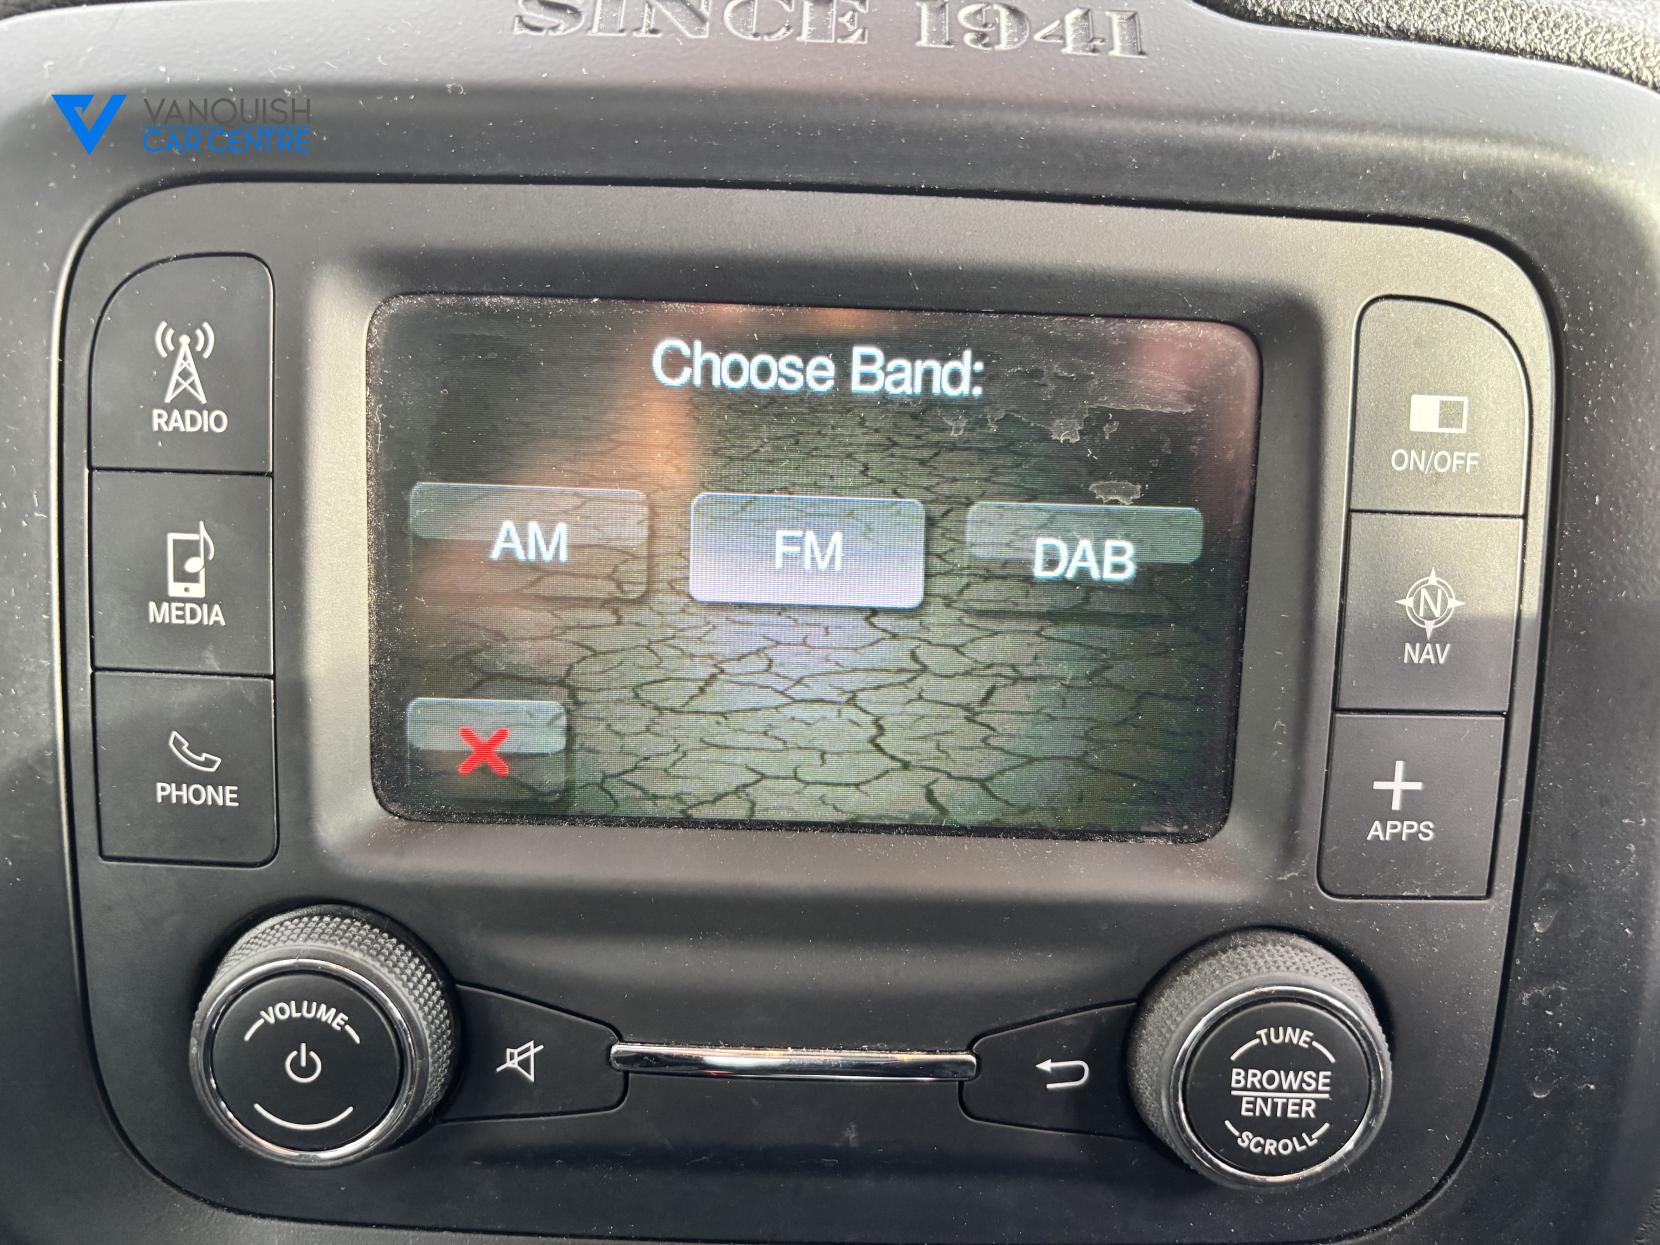 SINCE 1941
VANQUISH
CAR CENTRE
RADIO
MEDIA
PHONE
Choose Band:
AM
FM
DAB
ON/OFF
N
NAV
APPS
VOLUME
TUNE
BROWSE
ENTER
SCROLL